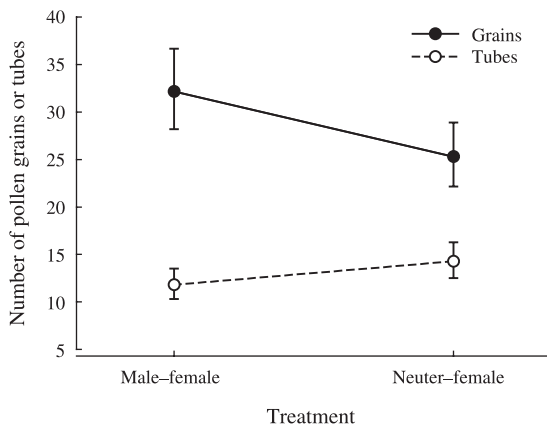 Number of pollen grains or tubes
40
35
30
25
20
15
10
5
Grains
Tubes
Male–female
Neuter–female
Treatment